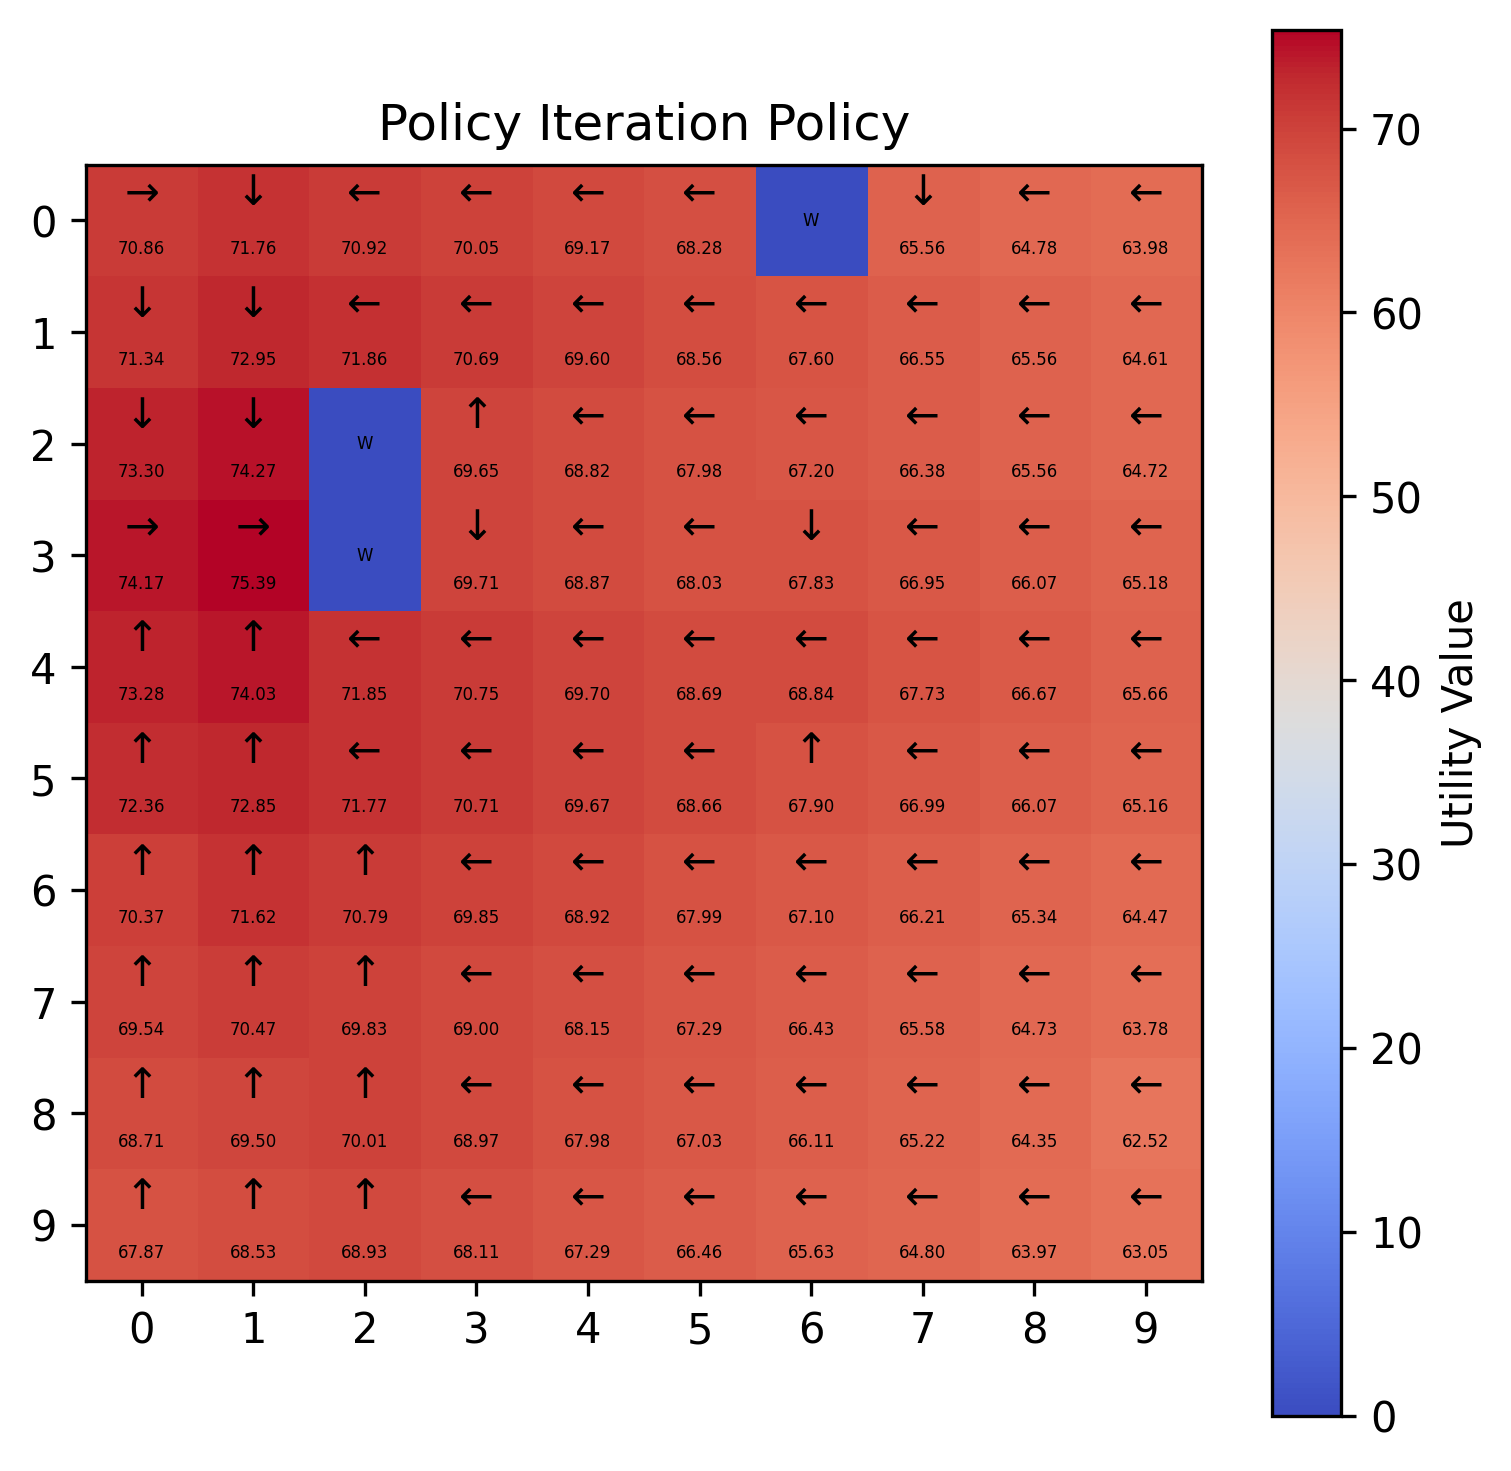 Policy Iteration Policy
→ ↓ ← ← ← ← W ↓ ← ←
0 70.86 71.76 70.92 70.05 69.17 68.28 65.56 64.78 63.98
↓ ↓ ← ← ← ← ← ← ← ←
1 71.34 72.95 71.86 70.69 69.60 68.56 67.60 66.55 65.56 64.61
↓ ↓ W ↑ ← ← ← ← ← ←
2 73.30 74.27 69.65 68.82 67.98 67.20 66.38 65.56 64.72
→ → W ↓ ← ← ↓ ← ← ←
3 74.17 75.39 69.71 68.87 68.03 67.83 66.95 66.07 65.18
↑ ↑ ← ← ← ← ← ← ← ←
4 73.28 74.03 71.85 70.75 69.70 68.69 68.84 67.73 66.67 65.66
↑ ↑ ← ← ← ← ↑ ← ← ←
5 72.36 72.85 71.77 70.71 69.67 68.66 67.90 66.99 66.07 65.16
↑ ↑ ↑ ← ← ← ← ← ← ←
6 70.37 71.62 70.79 69.85 68.92 67.99 67.10 66.21 65.34 64.47
↑ ↑ ↑ ← ← ← ← ← ← ←
7 69.54 70.47 69.83 69.00 68.15 67.29 66.43 65.58 64.73 63.78
↑ ↑ ↑ ← ← ← ← ← ← ←
8 68.71 69.50 70.01 68.97 67.98 67.03 66.11 65.22 64.35 62.52
↑ ↑ ↑ ← ← ← ← ← ← ←
9 67.87 68.53 68.93 68.11 67.29 66.46 65.63 64.80 63.97 63.05
0 1 2 3 4 5 6 7 8 9
70
60
50
40
30
20
10
0
Utility Value